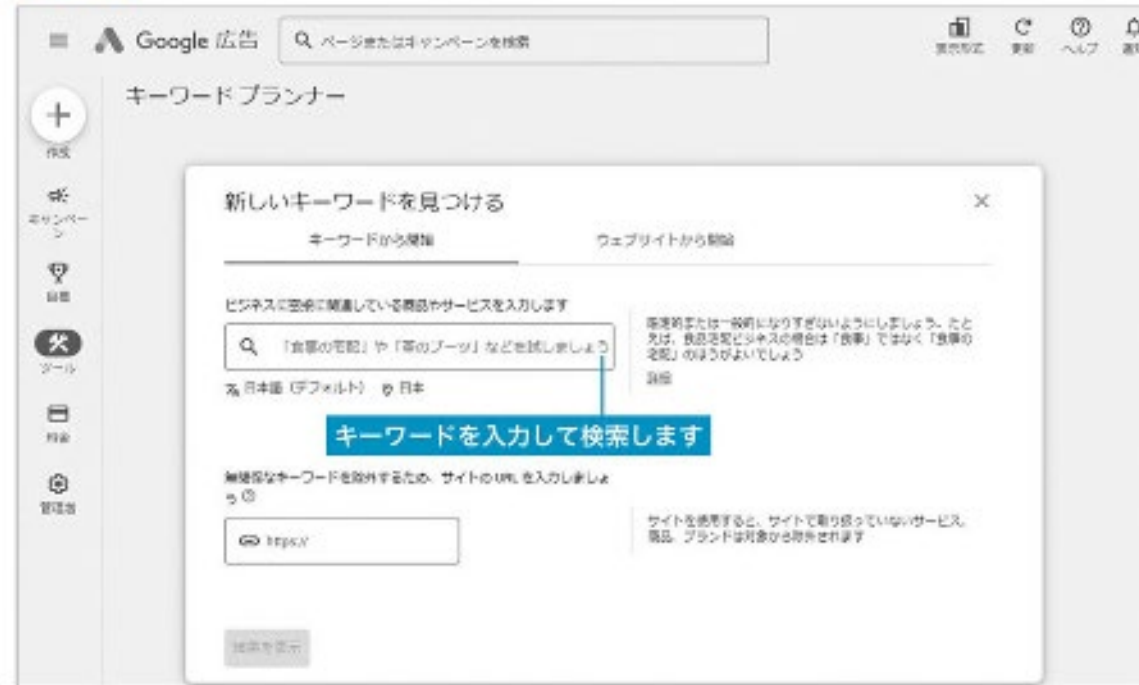 Google 広告
ページまたはキャンペーンを検索
表示形式
更新
ヘルプ
キーワード プランナー
作成
キャンペー
ン
目標
ツール
料金
管理者
新しいキーワードを見つける
キーワードから開始
ウェブサイトから開始
ビジネスに密接に関連している商品やサービスを入力します
「食事の宅配」や「革のブーツ」などを試しましょう
日本語（デフォルト）
日本
限定的または一般的になりすぎないようにしましょう。たと
えば、食品宅配ビジネスの場合は「食事」ではなく「食事の
宅配」のほうがよいでしょう
詳細
キーワードを入力して検索します
無関係なキーワードを除外するため、サイトの URL を入力しましょ
う
https://
サイトを使用すると、サイトで取り扱っていないサービス、
商品、ブランドは対象から除外されます
結果を表示